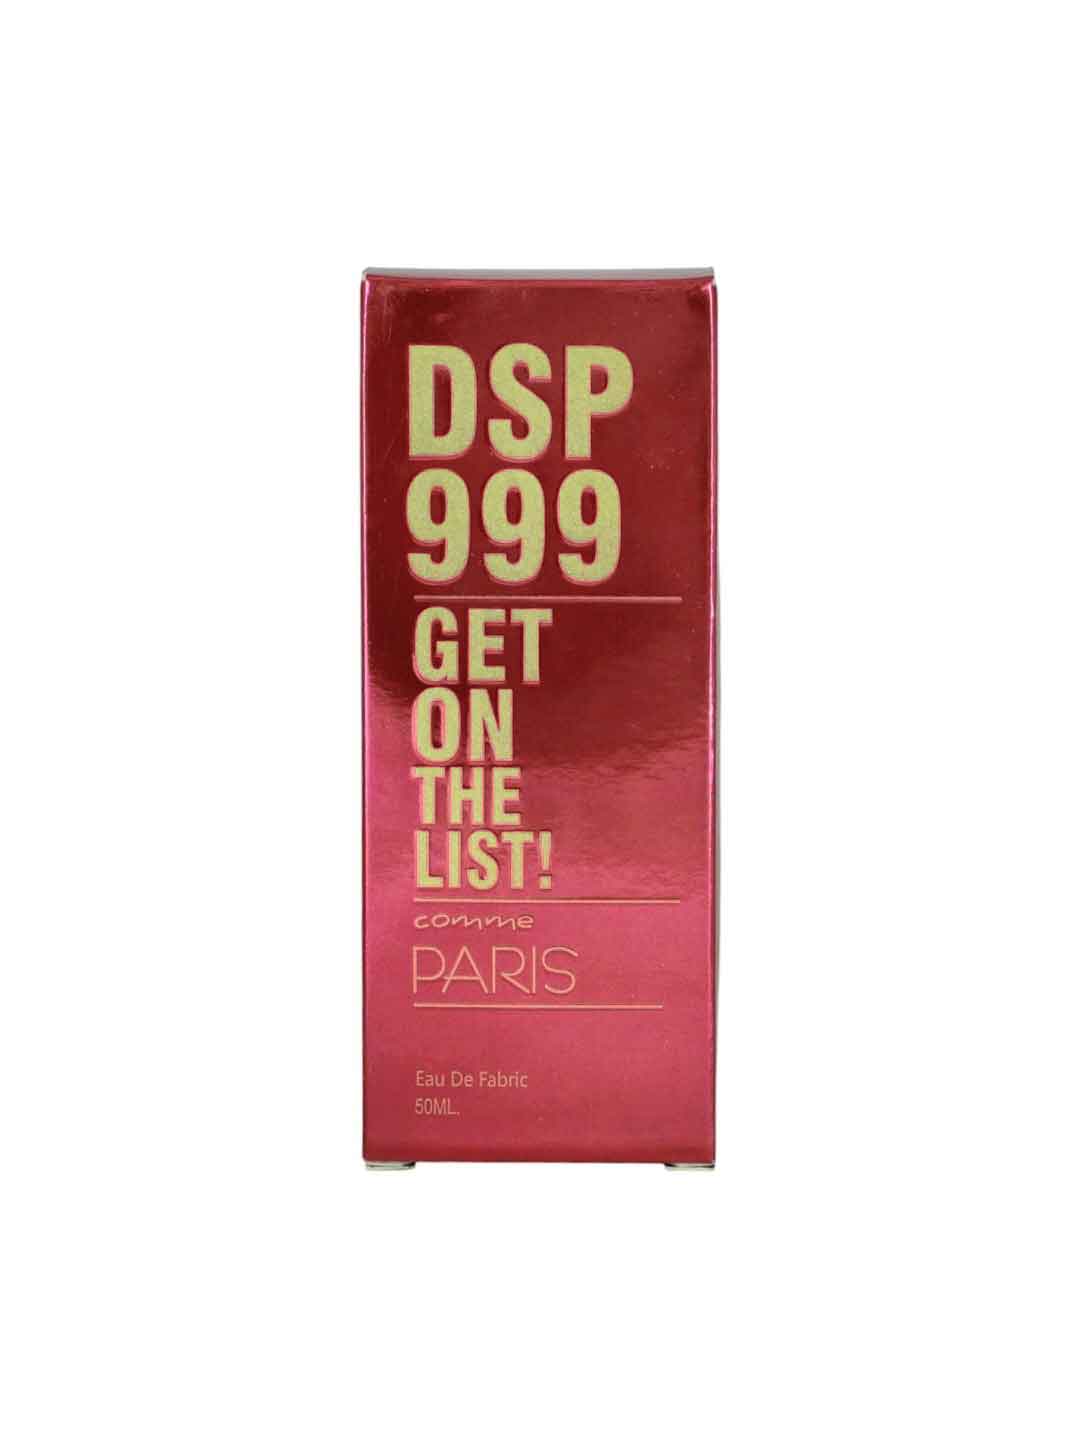 DSP
999
GET
ON
THE
LIST!
comme
PARIS
Eau De Fabric
50ML.